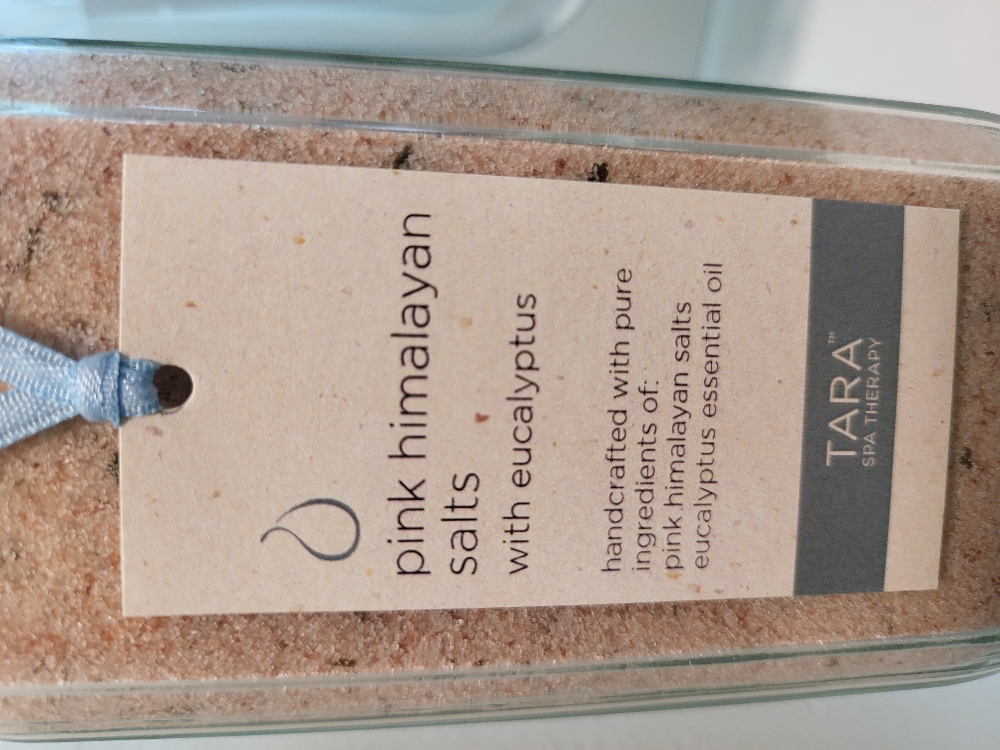 pink himalayan
salts
with eucalyptus
handcrafted with pure
ingredients of:
pink himalayan salts
eucalyptus essential oil
TARA™
SPA THERAPY